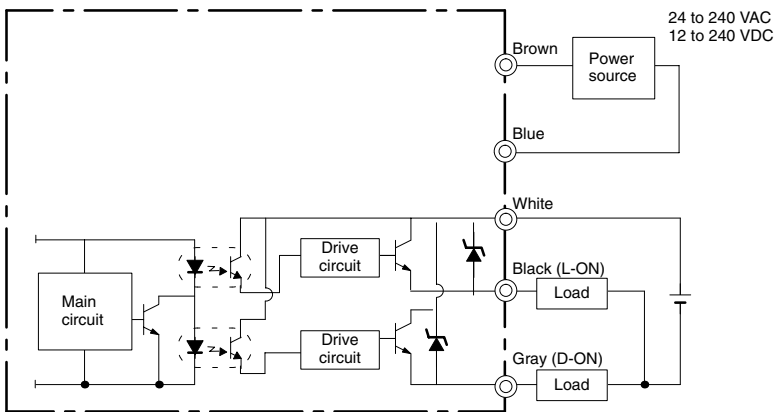 24 to 240 VAC
12 to 240 VDC
Brown
Power
source
Blue
White
Drive
circuit
Black (L-ON)
Load
Main
circuit
Drive
circuit
Gray (D-ON)
Load